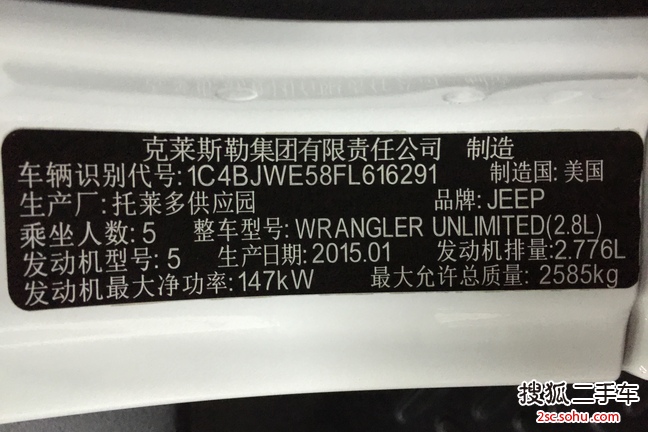 克莱斯勒集团有限责任公司 制造
车辆识别代号:1C4BJWE58FL616291 制造国:美国
生产厂:托莱多供应园 品牌:JEEP
乘坐人数:5 整车型号:WRANGLER UNLIMITED(2.8L)
发动机型号:5 生产日期:2015.01 发动机排量:2.776L
发动机最大净功率:147kW 最大允许总质量:2585kg
搜狐二手车
2sc.sohu.com